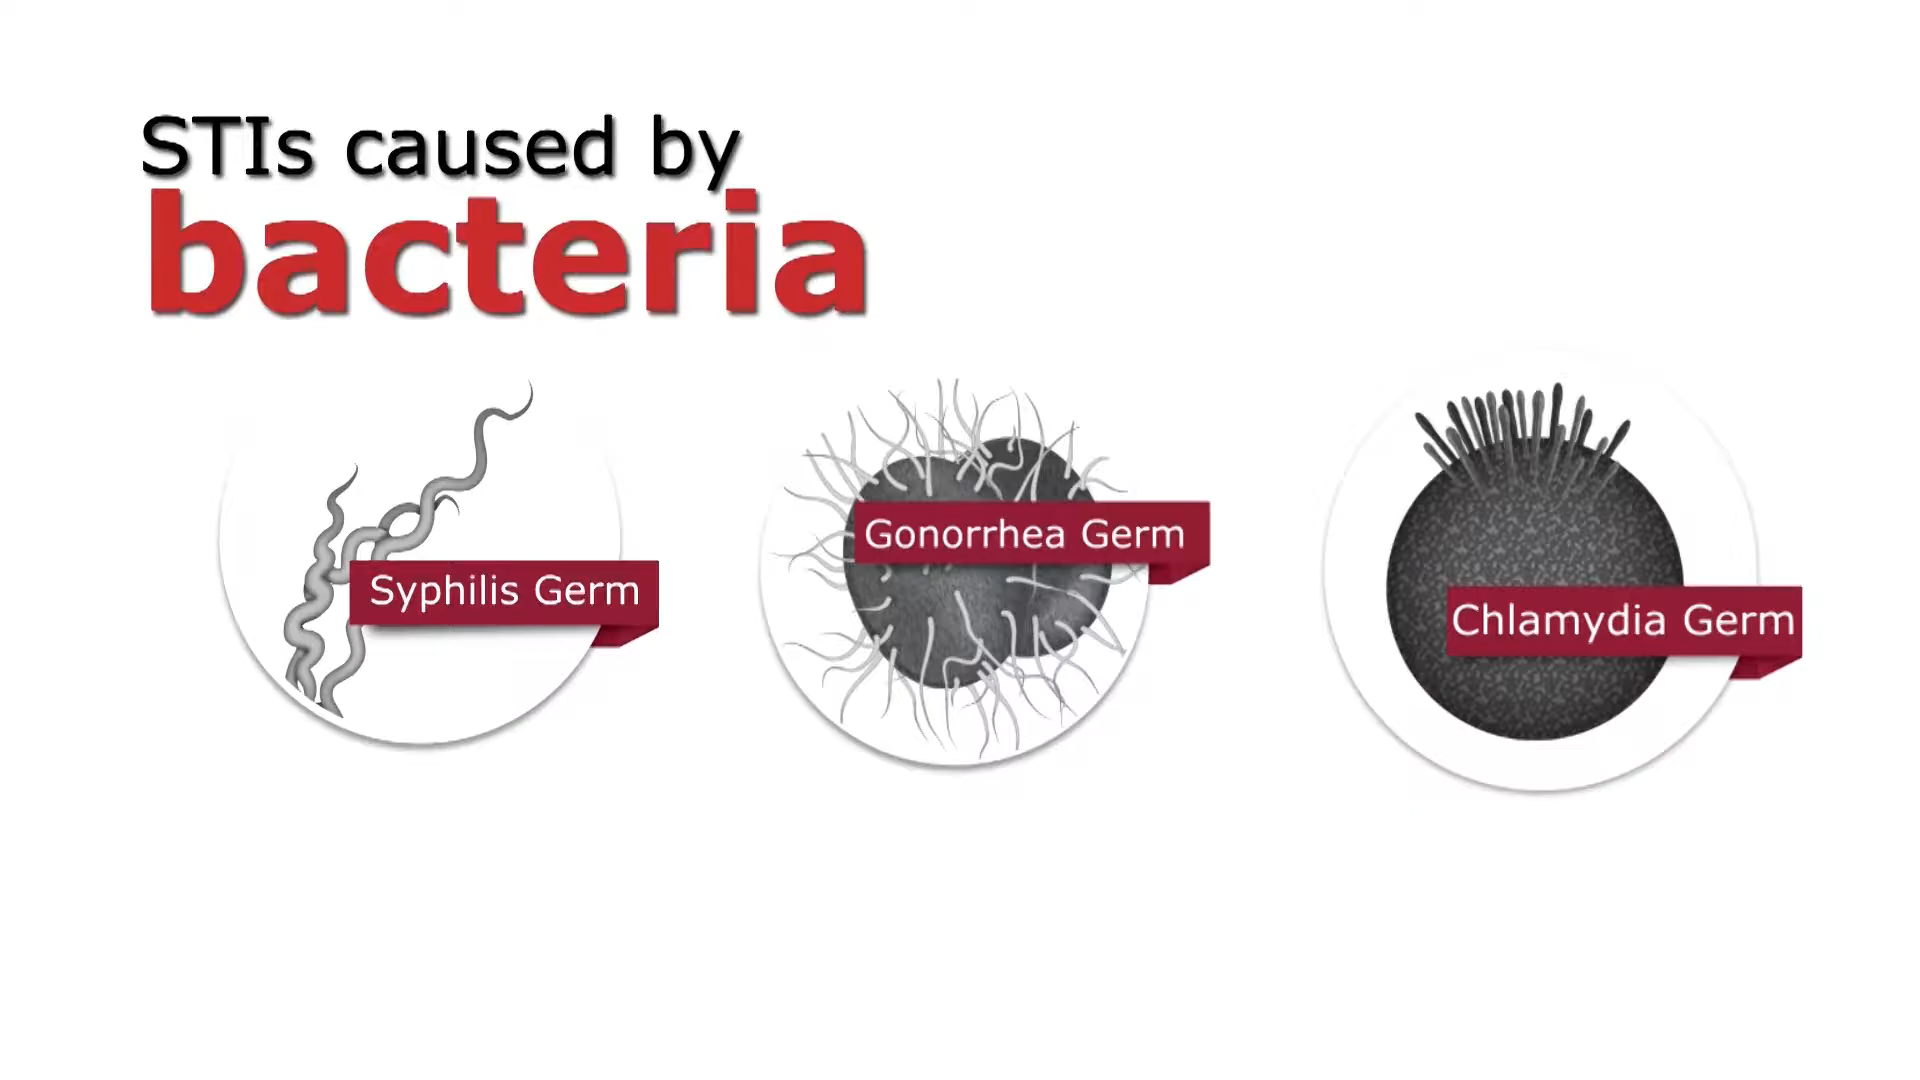 STIs caused by
bacteria
Syphilis Germ
Gonorrhea Germ
Chlamydia Germ